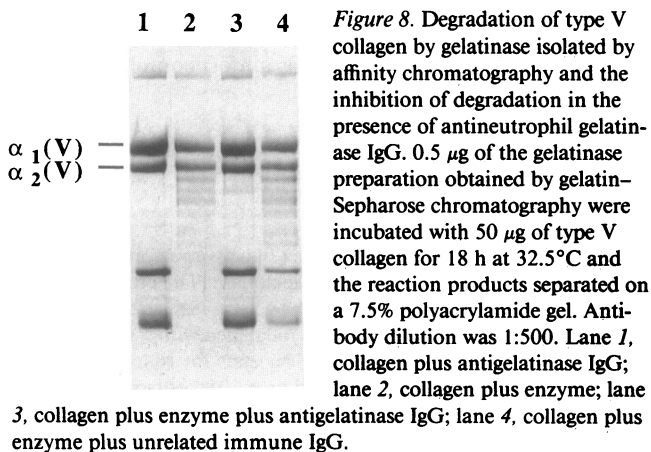 1 2 3 4
α 1(V)
α 2(V)
Figure 8. Degradation of type V
collagen by gelatinase isolated by
affinity chromatography and the
inhibition of degradation in the
presence of antineutrophil gelatin-
ase IgG. 0.5 μg of the gelatinase
preparation obtained by gelatin–
Sepharose chromatography were
incubated with 50 μg of type V
collagen for 18 h at 32.5°C and
the reaction products separated on
a 7.5% polyacrylamide gel. Anti-
body dilution was 1:500. Lane 1,
collagen plus antigelatinase IgG;
lane 2, collagen plus enzyme; lane
3, collagen plus enzyme plus antigelatinase IgG; lane 4, collagen plus
enzyme plus unrelated immune IgG.